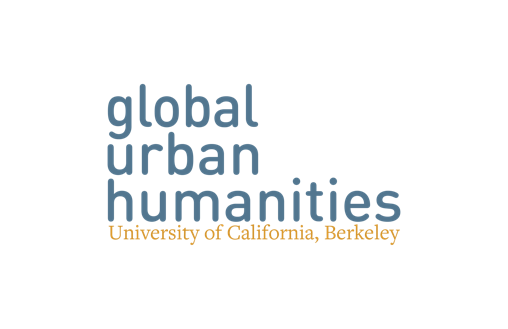 global
urban
humanities
University of California, Berkeley